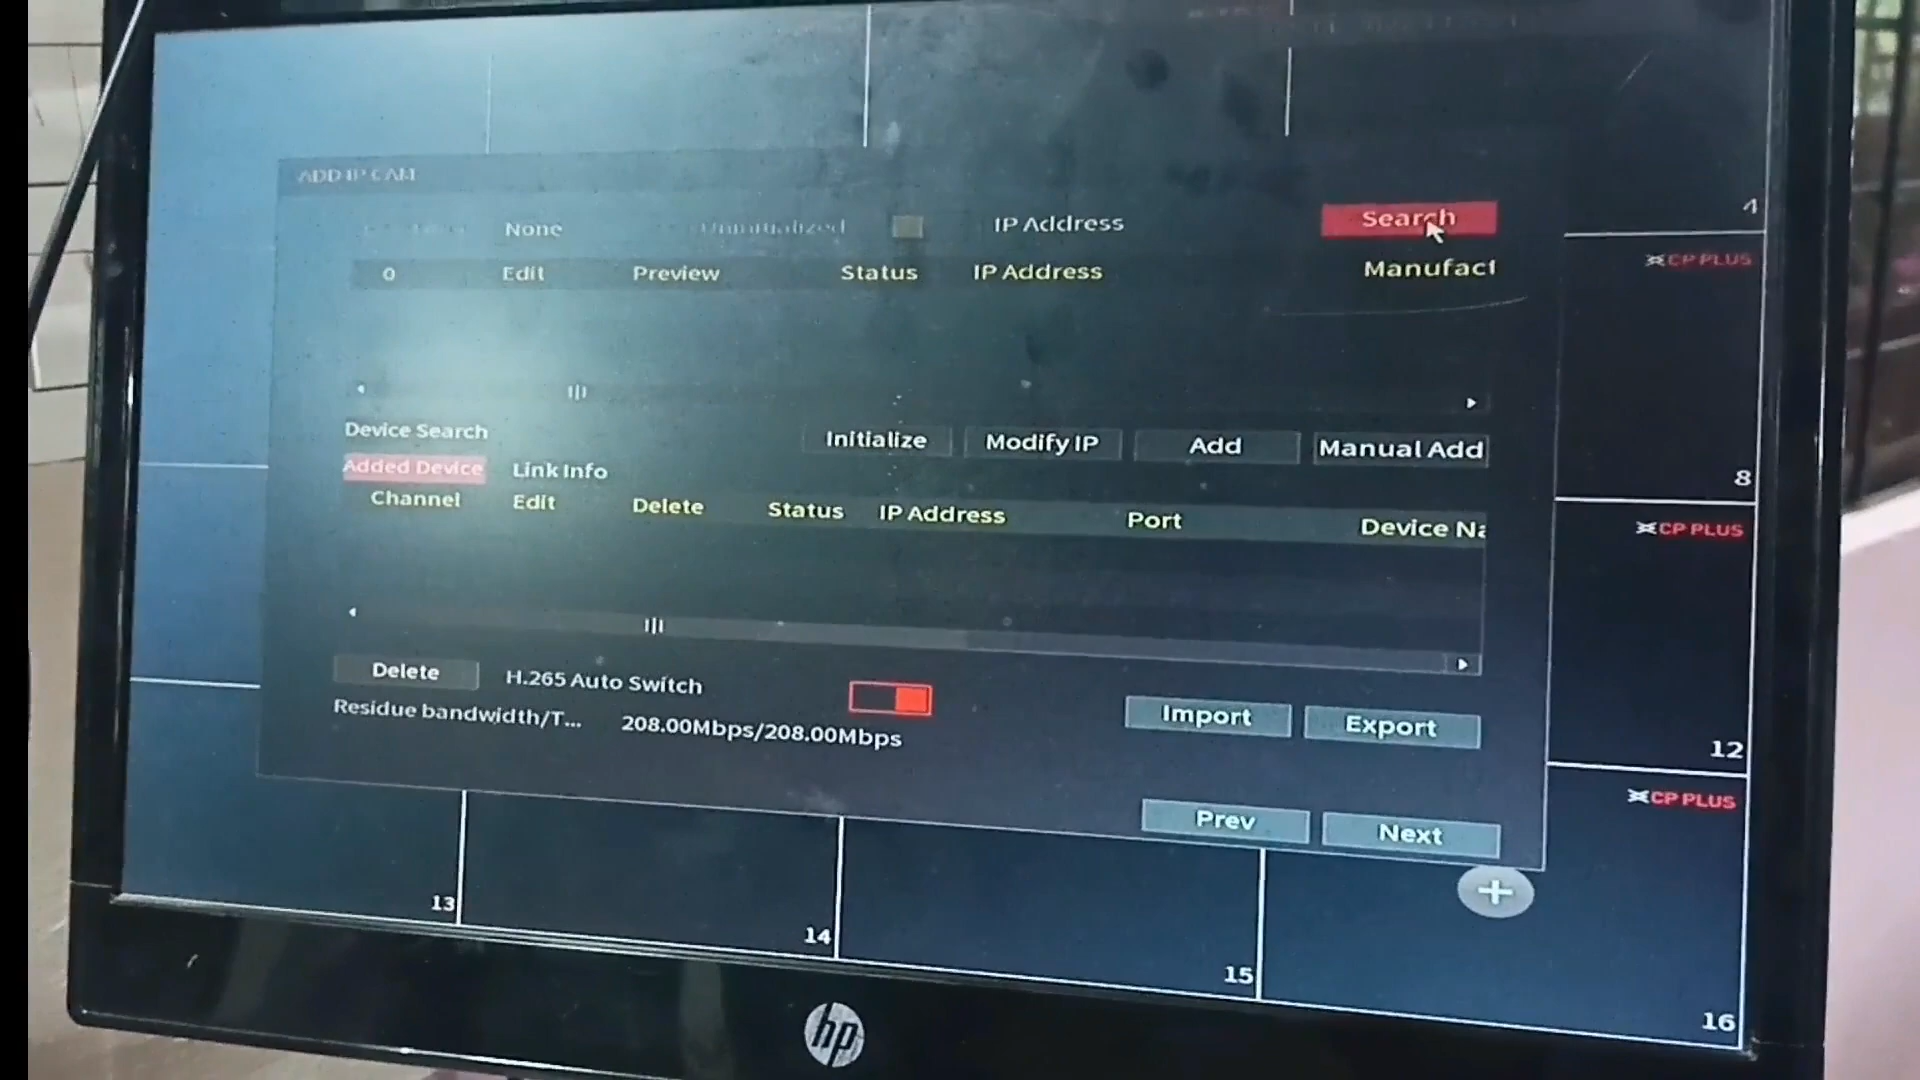 4
ADD IP CAM
None Uninitialized IP Address Search
CP PLUS
0 Edit Preview Status IP Address Manufact
Device Search Initialize Modify IP Add Manual Add
Added Device Link Info
8
Channel Edit Delete Status IP Address Port Device Na
CP PLUS
Delete H.265 Auto Switch
Residue bandwidth/T... 208.00Mbps/208.00Mbps Import Export
12
CP PLUS
Prev Next
13
14
15
16
hp